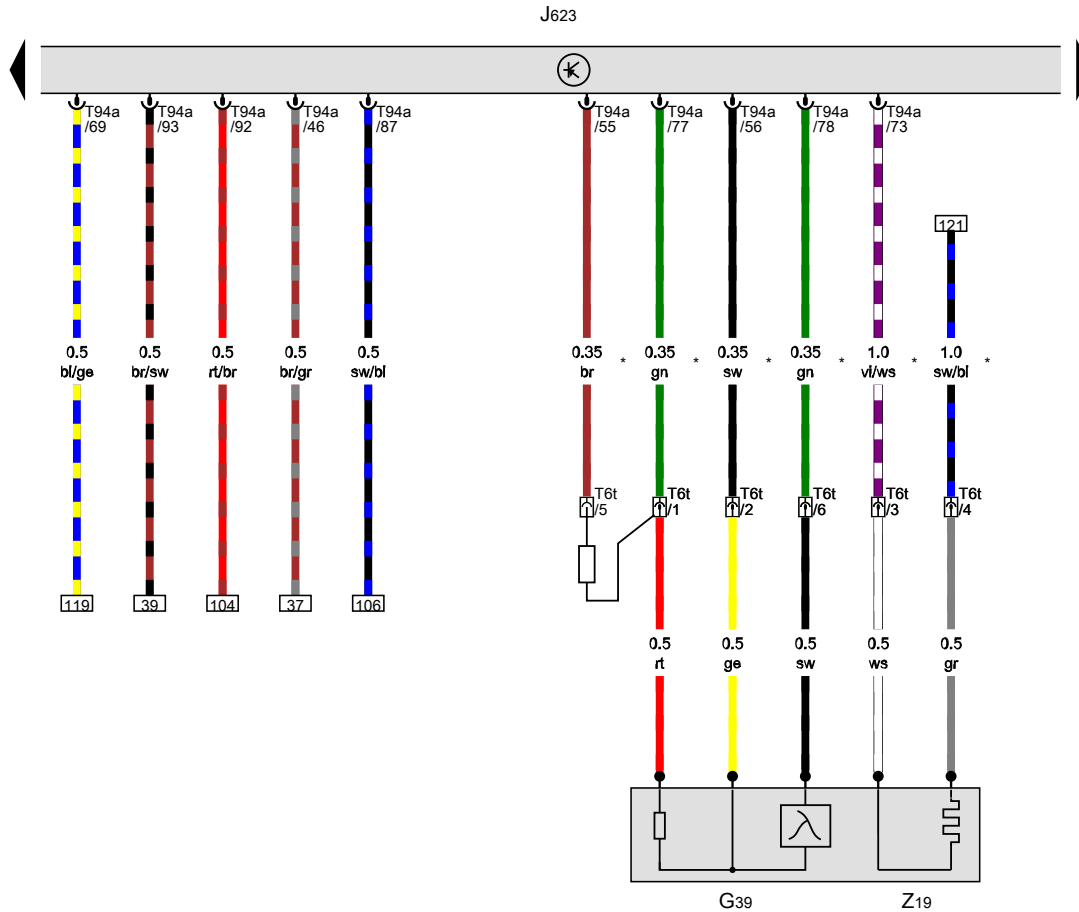 J623
T94a /69
T94a /93
T94a /92
T94a /46
T94a /87
T94a /55
T94a /77
T94a /56
T94a /78
T94a /73
121
0.5 bl/ge
0.5 br/sw
0.5 rt/br
0.5 br/gr
0.5 sw/bl
0.35 br *
0.35 gn *
0.35 sw *
0.35 gn *
1.0 vi/ws *
1.0 sw/bl *
T6t /5
T6t /1
T6t /2
T6t /6
T6t /3
T6t /4
119
39
104
37
106
0.5 rt
0.5 ge
0.5 sw
0.5 ws
0.5 gr
G39
Z19